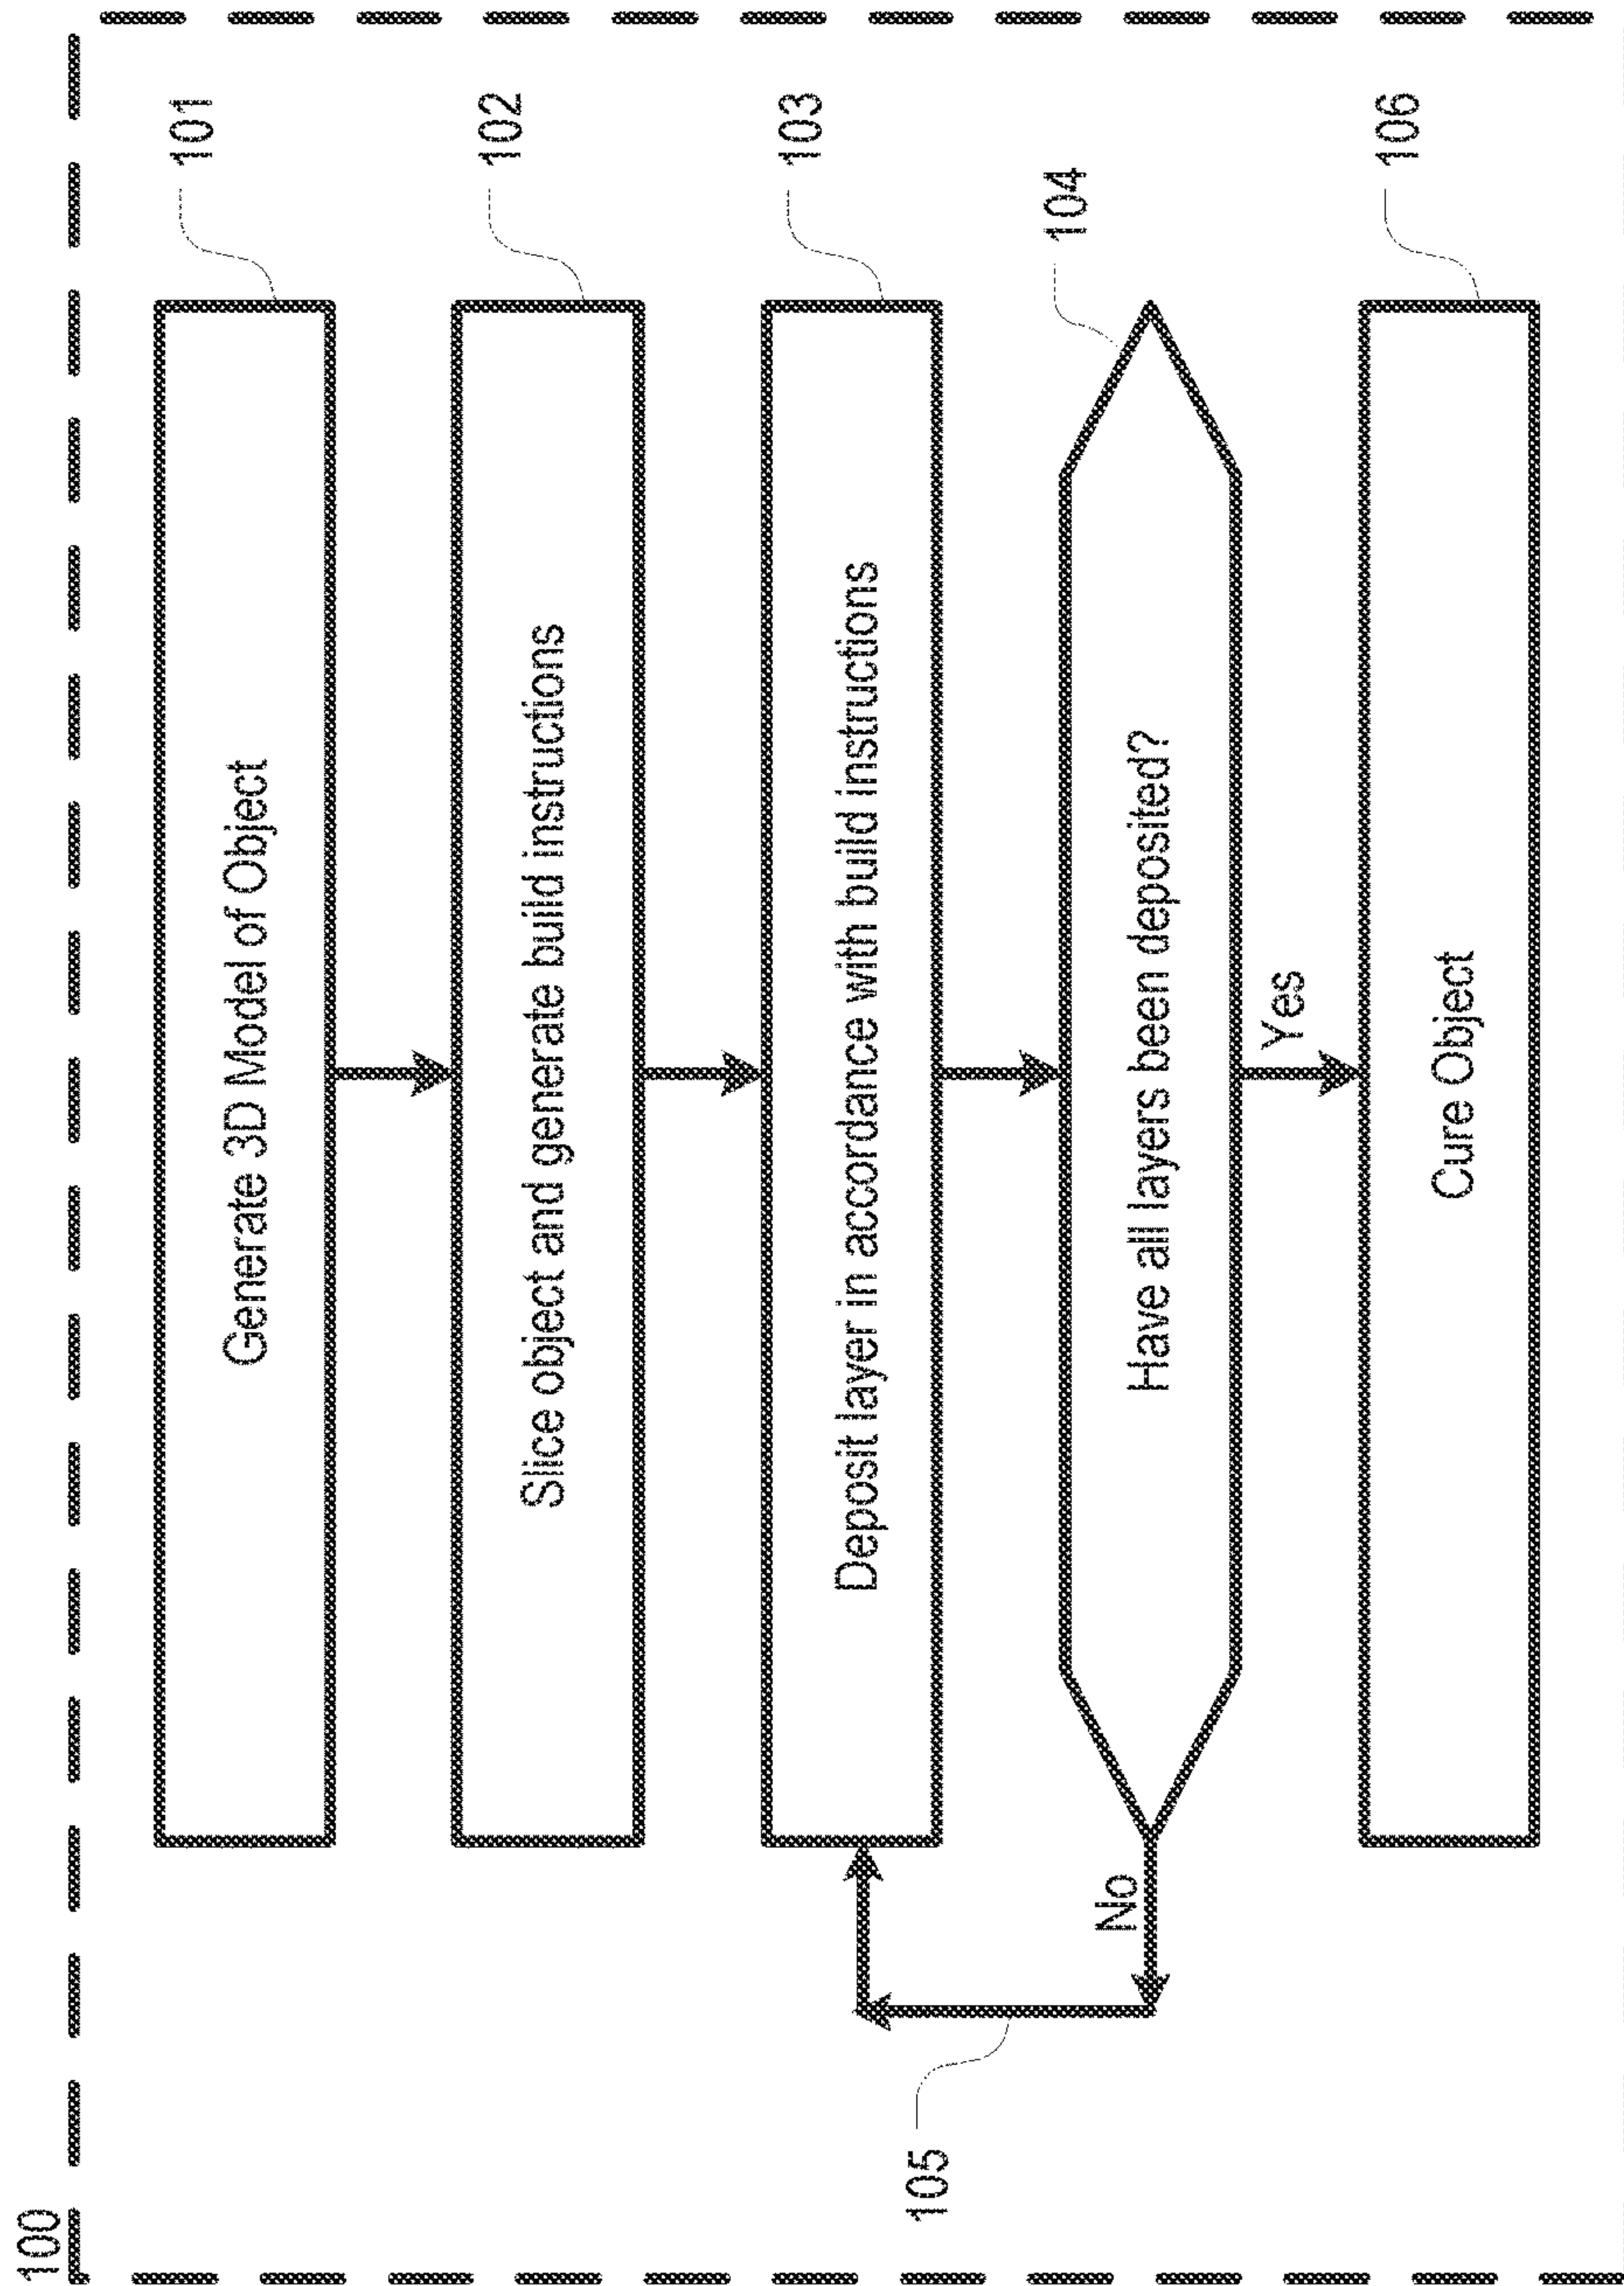 100
Generate 3D Model of Object
101
Slice object and generate build instructions
102
Deposit layer in accordance with build instructions
103
105
No
Have all layers been deposited?
104
Yes
Cure Object
106